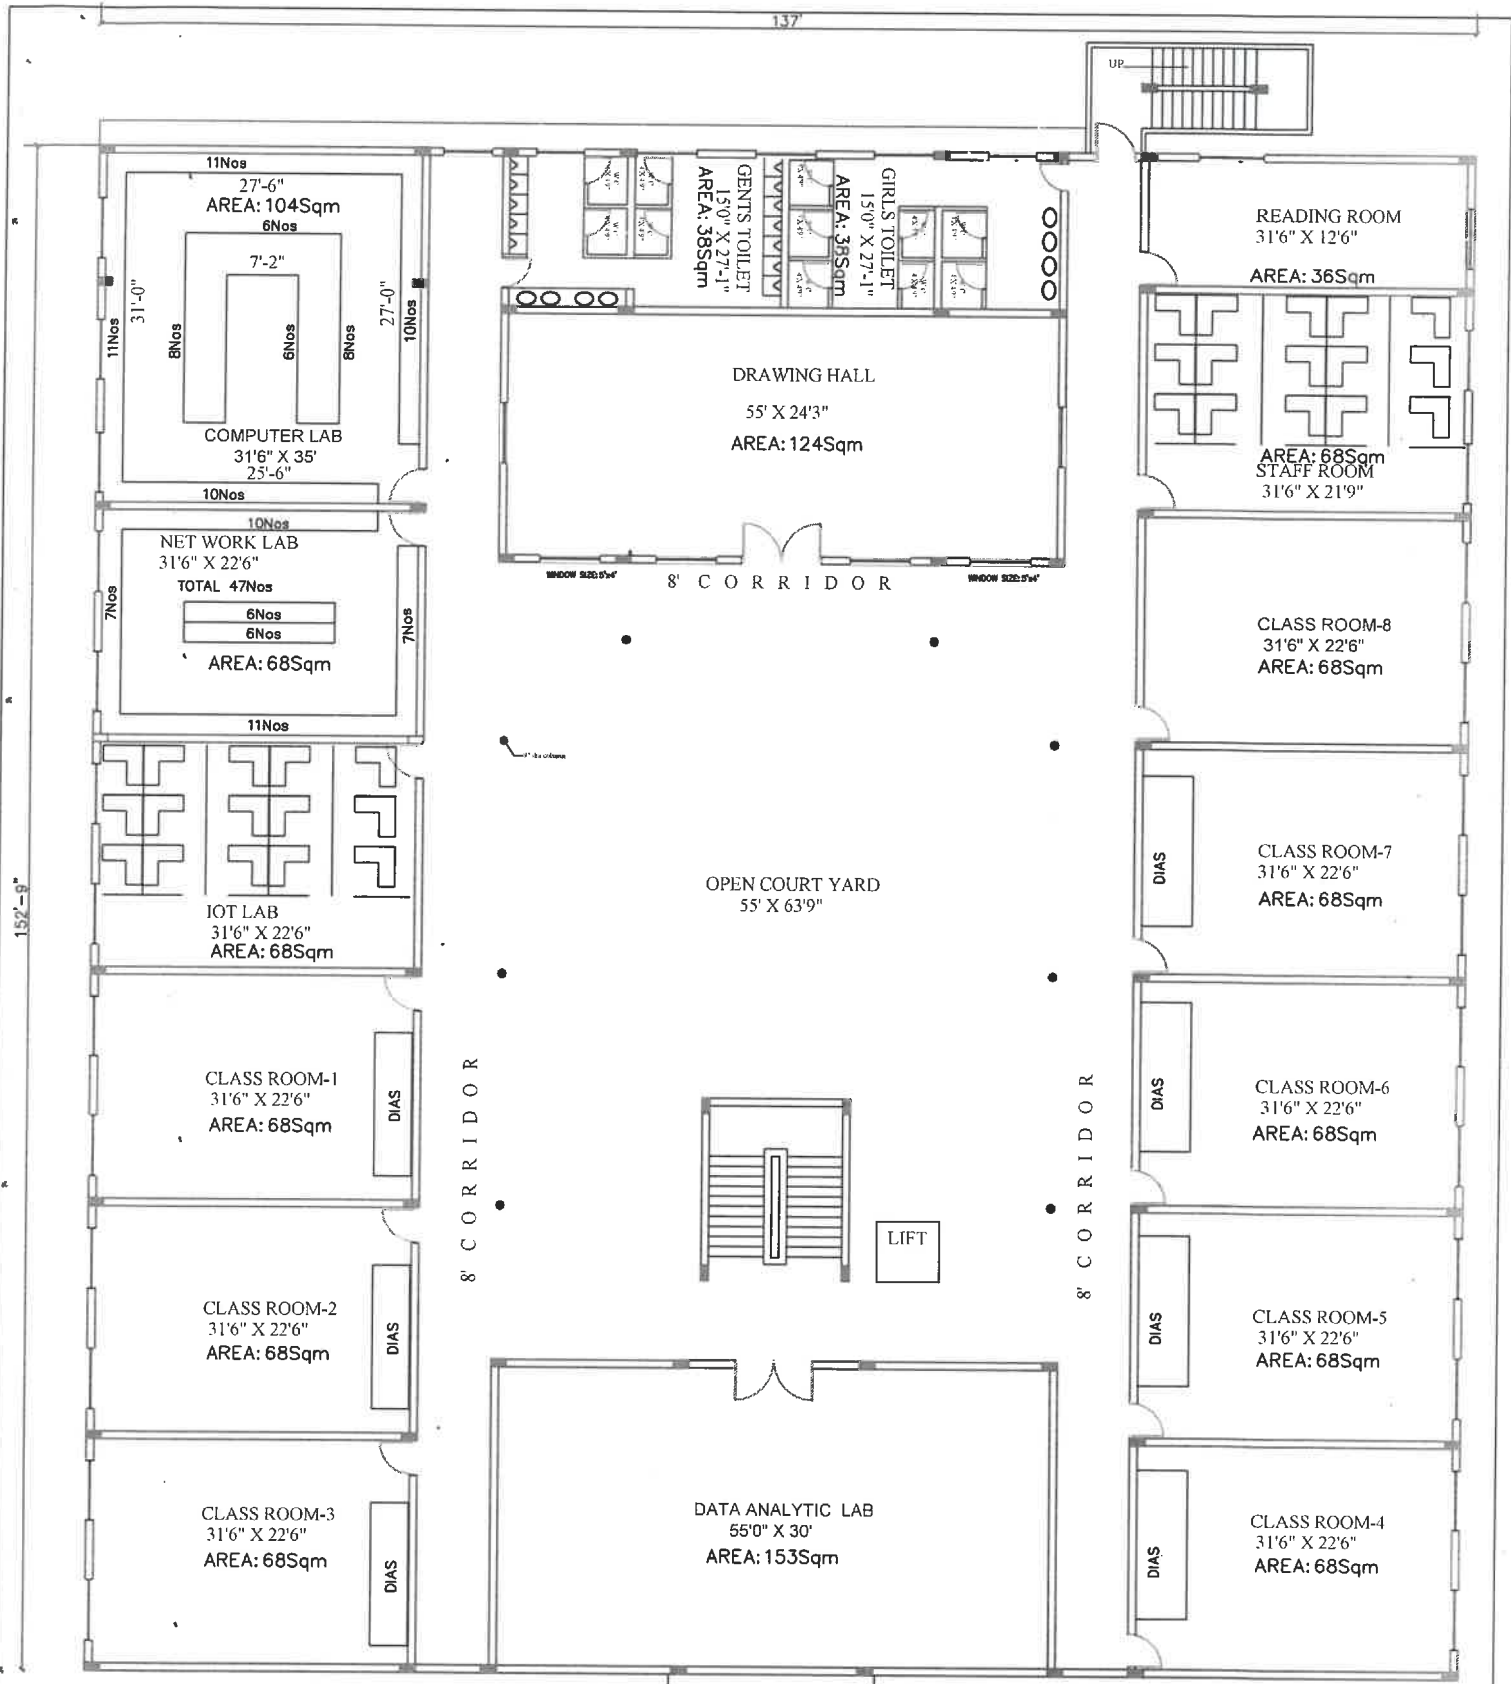 137'
UP
11Nos
27'-6"
AREA: 104Sqm
6Nos
7'-2"
31'-0"
27'-0"
11Nos
8Nos
6Nos
8Nos
10Nos
COMPUTER LAB
31'6" X 35'
25'-6"
10Nos
GENTS TOILET
15'0" X 27'-1"
AREA: 38Sqm
GIRLS TOILET
15'0" X 27'-1"
AREA: 38Sqm
READING ROOM
31'6" X 12'6"
AREA: 36Sqm
DRAWING HALL
55' X 24'3"
AREA: 124Sqm
AREA: 68Sqm
STAFF ROOM
31'6" X 21'9"
10Nos
NET WORK LAB
31'6" X 22'6"
TOTAL 47Nos
6Nos
6Nos
7Nos
7Nos
AREA: 68Sqm
11Nos
WINDOW SIZE:5'x4'
WINDOW SIZE:5'x4'
8' CORRIDOR
CLASS ROOM-8
31'6" X 22'6"
AREA: 68Sqm
152'-9"
IOT LAB
31'6" X 22'6"
AREA: 68Sqm
OPEN COURT YARD
55' X 63'9"
DIAS
CLASS ROOM-7
31'6" X 22'6"
AREA: 68Sqm
CLASS ROOM-1
31'6" X 22'6"
AREA: 68Sqm
DIAS
8' CORRIDOR
8' CORRIDOR
DIAS
CLASS ROOM-6
31'6" X 22'6"
AREA: 68Sqm
LIFT
CLASS ROOM-2
31'6" X 22'6"
AREA: 68Sqm
DIAS
DIAS
CLASS ROOM-5
31'6" X 22'6"
AREA: 68Sqm
CLASS ROOM-3
31'6" X 22'6"
AREA: 68Sqm
DIAS
DATA ANALYTIC LAB
55'0" X 30'
AREA: 153Sqm
DIAS
CLASS ROOM-4
31'6" X 22'6"
AREA: 68Sqm